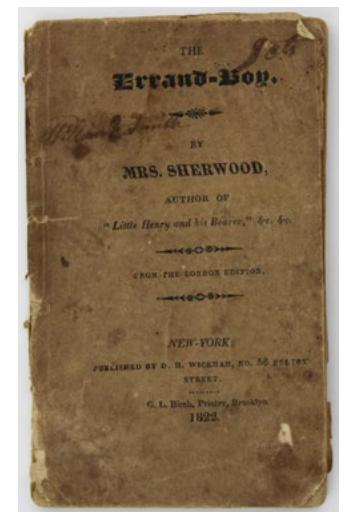 THE
Errand-Boy.
BY
MRS. SHERWOOD,
AUTHOR OF
"Little Henry and his Bearer," &c. &c.
FROM THE LONDON EDITION.
NEW-YORK:
PUBLISHED BY D. H. WICKHAM, NO. FULTON
STREET.
G. L. Birch, Printer, Brooklyn.
1822.